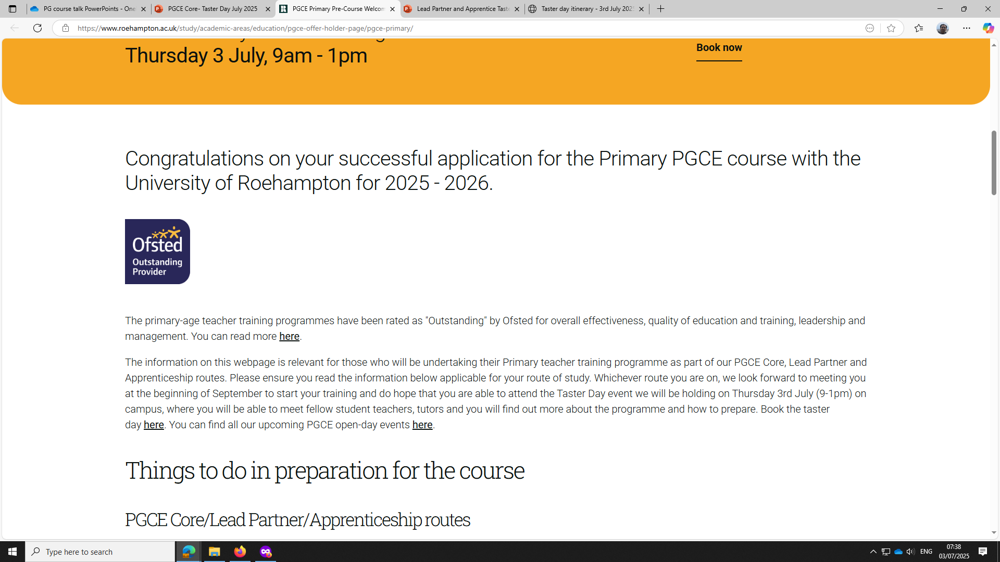 PG course talk PowerPoints - One
PGCE Core- Taster Day July 2025
PGCE Primary Pre-Course Welcom
Lead Partner and Apprentice Taste
Taster day itinerary - 3rd July 2025
https://www.roehampton.ac.uk/study/academic-areas/education/pgce-offer-holder-page/pgce-primary/
Thursday 3 July, 9am - 1pm
Book now
Congratulations on your successful application for the Primary PGCE course with the
University of Roehampton for 2025 - 2026.
Ofsted
Outstanding
Provider
The primary-age teacher training programmes have been rated as "Outstanding" by Ofsted for overall effectiveness, quality of education and training, leadership and
management. You can read more here.
The information on this webpage is relevant for those who will be undertaking their Primary teacher training programme as part of our PGCE Core, Lead Partner and
Apprenticeship routes. Please ensure you read the information below applicable for your route of study. Whichever route you are on, we look forward to meeting you
at the beginning of September to start your training and do hope that you are able to attend the Taster Day event we will be holding on Thursday 3rd July (9-1pm) on
campus, where you will be able to meet fellow student teachers, tutors and you will find out more about the programme and how to prepare. Book the taster
day here. You can find all our upcoming PGCE open-day events here.
Things to do in preparation for the course
PGCE Core/Lead Partner/Apprenticeship routes
Type here to search
ENG
07:38
03/07/2025